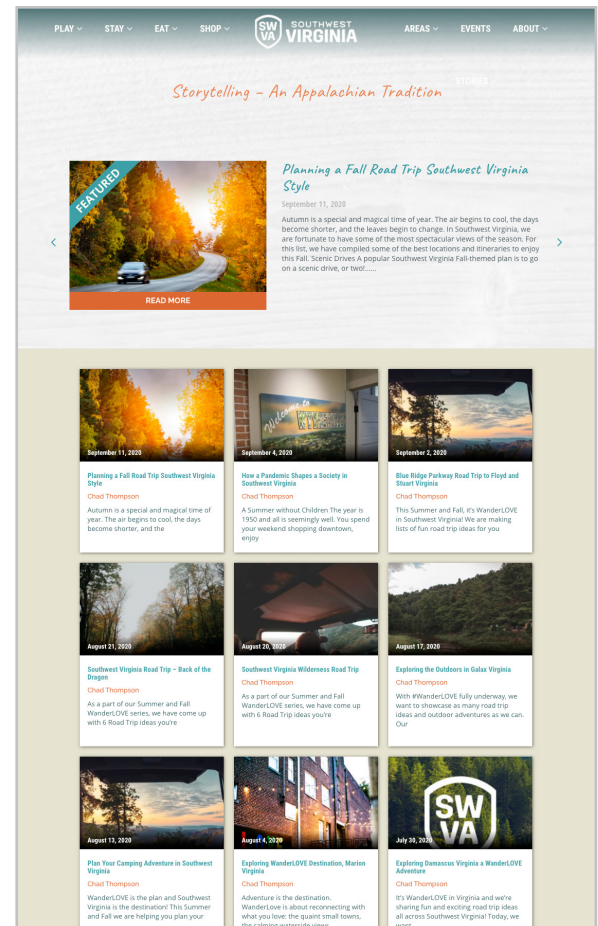 PLAY STAY EAT SHOP SW VA SOUTHWEST VIRGINIA AREAS EVENTS ABOUT
STORIES
Storytelling – An Appalachian Tradition
FEATURED
READ MORE
Planning a Fall Road Trip Southwest Virginia
Style
September 11, 2020
Autumn is a special and magical time of year. The air begins to cool, the days
become shorter, and the leaves begin to change. In Southwest Virginia, we
are fortunate to have some of the most spectacular views of the season. For
this list, we have compiled some of the best locations and itineraries to enjoy
this Fall. Scenic Drives A popular Southwest Virginia Fall-themed plan is to go
on a scenic drive, or two!......
September 11, 2020
Planning a Fall Road Trip Southwest Virginia
Style
Chad Thompson
Autumn is a special and magical time of
year. The air begins to cool, the days
become shorter, and the
Welcome to
September 4, 2020
How a Pandemic Shapes a Society in
Southwest Virginia
Chad Thompson
A Summer without Children The year is
1950 and all is seemingly well. You spend
your weekend shopping downtown,
enjoy
September 2, 2020
Blue Ridge Parkway Road Trip to Floyd and
Stuart Virginia
Chad Thompson
This Summer and Fall, it's WanderLOVE
in Southwest Virginia! We are making
lists of fun road trip ideas for you
August 21, 2020
Southwest Virginia Road Trip – Back of the
Dragon
Chad Thompson
As a part of our Summer and Fall
WanderLOVE series, we have come up
with 6 Road Trip ideas you're
August 20, 2020
Southwest Virginia Wilderness Road Trip
Chad Thompson
As a part of our Summer and Fall
WanderLOVE series, we have come up
with 6 Road Trip ideas you're
August 17, 2020
Exploring the Outdoors in Galax Virginia
Chad Thompson
With #WanderLOVE fully underway, we
want to showcase as many road trip
ideas and outdoor adventures as we can.
Our
August 13, 2020
Plan Your Camping Adventure in Southwest
Virginia
Chad Thompson
WanderLOVE is the plan and Southwest
Virginia is the destination! This Summer
and Fall we are helping you plan your
August 4, 2020
Exploring WanderLOVE Destination, Marion
Virginia
Chad Thompson
Adventure is the destination.
WanderLove is about reconnecting with
what you love: the quaint small towns,
the calming waterside views
SW
VA
July 30, 2020
Exploring Damascus Virginia a WanderLOVE
Adventure
Chad Thompson
It's WanderLOVE in Virginia and we're
sharing fun and exciting road trip ideas
all across Southwest Virginia! Today, we
want